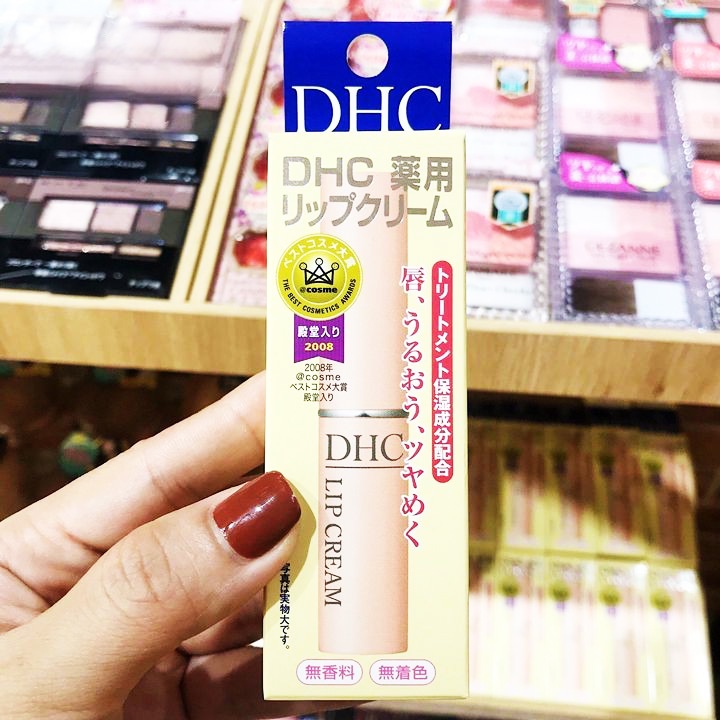 DHC
DHC 薬用
リップクリーム
ベストコスメ大賞
@cosme
THE BEST COSMETICS AWARDS
殿堂入り
2008
2008年
@cosme
ベストコスメ大賞
殿堂入り
トリートメント保湿成分配合
唇、うるおう、ツヤめく
DHC
LIP CREAM
写真は実物大です。
無香料
無着色
CEZANNE